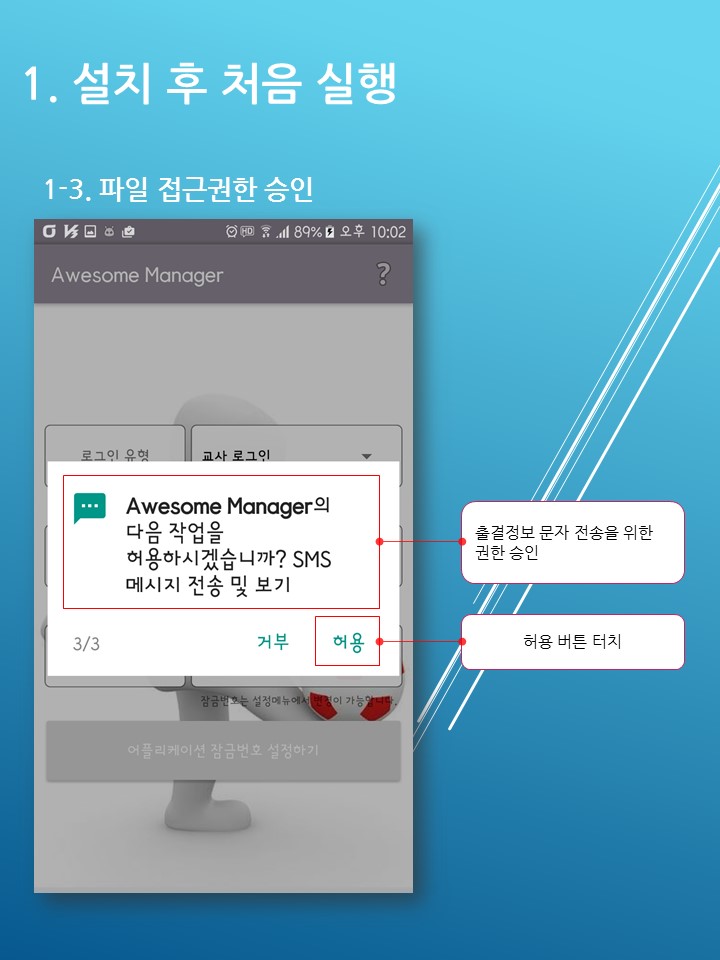 1. 설치 후 처음 실행
1-3. 파일 접근권한 승인
HD 89% 오후 10:02
Awesome Manager
?
로그인 유형
교사 로그인
Awesome Manager의
다음 작업을
허용하시겠습니까? SMS
메시지 전송 및 보기
3/3
거부
허용
출결정보 문자 전송을 위한
권한 승인
허용 버튼 터치
잠금번호는 설정메뉴에서 변경이 가능합니다.
어플리케이션 잠금번호 설정하기